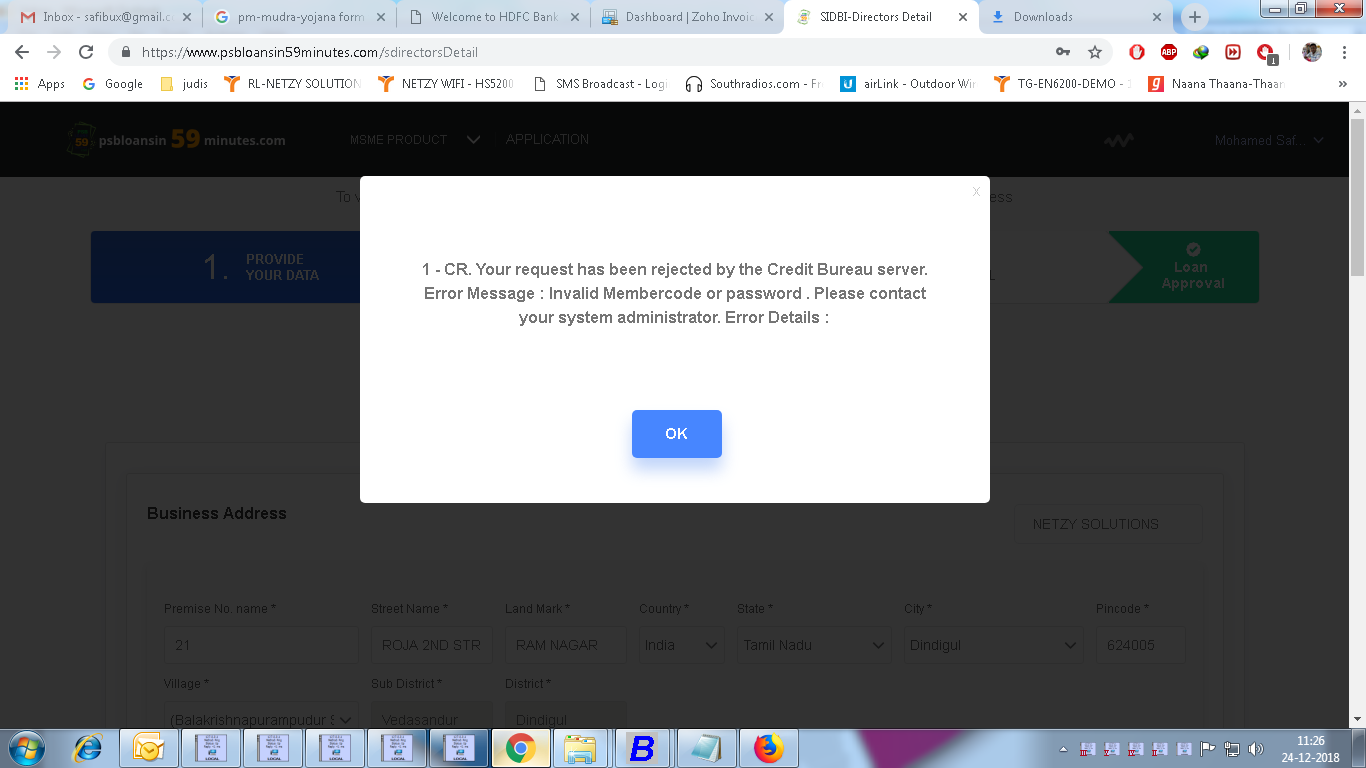 Inbox - safibux@gmail.c
pm-mudra-yojana form
Welcome to HDFC Bank
Dashboard | Zoho Invoic
SIDBI-Directors Detail
Downloads
https://www.psbloansin59minutes.com/sdirectorsDetail
Apps
Google
judis
RL-NETZY SOLUTION
NETZY WIFI - HS5200
SMS Broadcast - Logi
Southradios.com - Fr
airLink - Outdoor Wir
TG-EN6200-DEMO - 
Naana Thaana-Thaan
psbloansin 59 minutes.com
MSME PRODUCT
APPLICATION
Mohamed Saf...
To
ess
1. PROVIDE
YOUR DATA
Loan
Approval
x
1 - CR. Your request has been rejected by the Credit Bureau server.
Error Message : Invalid Membercode or password . Please contact
your system administrator. Error Details :
OK
Business Address
NETZY SOLUTIONS
Premise No. name *
Street Name *
Land Mark *
Country *
State *
City *
Pincode *
21
ROJA 2ND STR
RAM NAGAR
India
Tamil Nadu
Dindigul
624005
Village *
Sub District *
District *
(Balakrishnapurampudur S
Vedasandur
Dindigul
11:26
24-12-2018